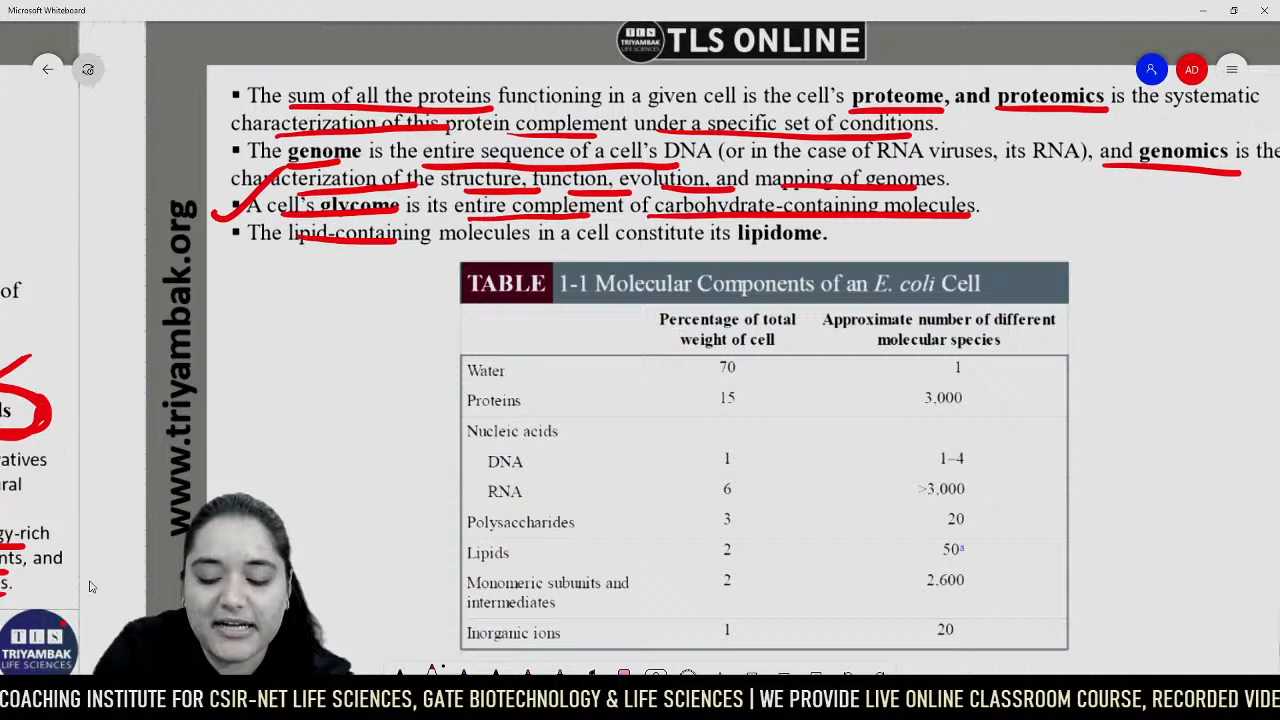 Microsoft Whiteboard
TRIYAMBAK
LIFE SCIENCES
TLS ONLINE
AD
▪ The sum of all the proteins functioning in a given cell is the cell's proteome, and proteomics is the systematic
characterization of this protein complement under a specific set of conditions.
▪ The genome is the entire sequence of a cell's DNA (or in the case of RNA viruses, its RNA), and genomics is the
characterization of the structure, function, evolution, and mapping of genomes.
▪ A cell's glycome is its entire complement of carbohydrate-containing molecules.
▪ The lipid-containing molecules in a cell constitute its lipidome.
www.triyambak.org
TABLE 1-1 Molecular Components of an E. coli Cell
Percentage of total Approximate number of different
weight of cell molecular species
Water 70 1
Proteins 15 3,000
Nucleic acids
DNA 1 1–4
RNA 6 >3,000
Polysaccharides 3 20
Lipids 2 50a
Monomeric subunits and 2,600
intermediates 2
Inorganic ions 1 20
of
ds
atives
ral
gy-rich
nts, and
s.
TLS
TRIYAMBAK
LIFE SCIENCES
COACHING INSTITUTE FOR CSIR-NET LIFE SCIENCES, GATE BIOTECHNOLOGY & LIFE SCIENCES | WE PROVIDE LIVE ONLINE CLASSROOM COURSE, RECORDED VIDE